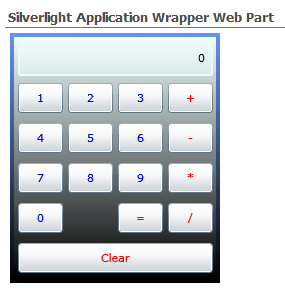 Silverlight Application Wrapper Web Part
0
1 2 3 +
4 5 6 -
7 8 9 *
0 = /
Clear